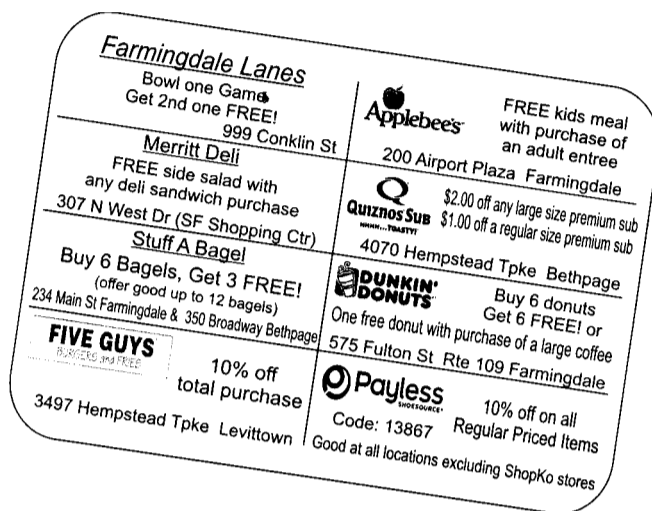 Farmingdale Lanes
Bowl one Game
Get 2nd one FREE!
999 Conklin St
Merritt Deli
FREE side salad with
any deli sandwich purchase
307 N West Dr (SF Shopping Ctr)
Stuff A Bagel
Buy 6 Bagels, Get 3 FREE!
(offer good up to 12 bagels)
234 Main St Farmingdale & 350 Broadway Bethpage
FIVE GUYS
BURGERS and FRIES
10% off
total purchase
3497 Hempstead Tpke Levittown
Applebee's
FREE kids meal
with purchase of
an adult entree
200 Airport Plaza Farmingdale
QUIZNOS SUB
MMMM...TOASTY!
$2.00 off any large size premium sub
$1.00 off a regular size premium sub
4070 Hempstead Tpke Bethpage
DUNKIN'
DONUTS
Buy 6 donuts
Get 6 FREE! or
One free donut with purchase of a large coffee
575 Fulton St Rte 109 Farmingdale
Payless
SHOESOURCE
Code: 13867
10% off on all
Regular Priced Items
Good at all locations excluding ShopKo stores